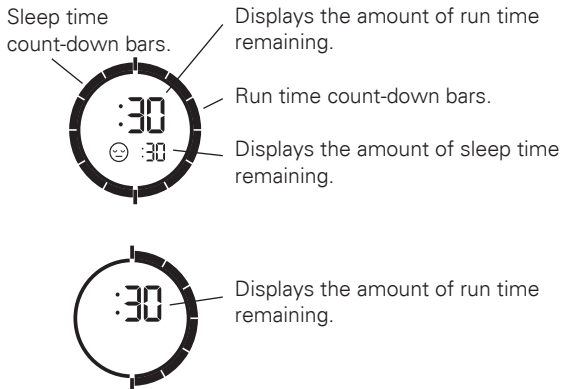 Sleep time
count-down bars.
Displays the amount of run time
remaining.
Run time count-down bars.
:30
:30
Displays the amount of sleep time
remaining.
:30
Displays the amount of run time
remaining.